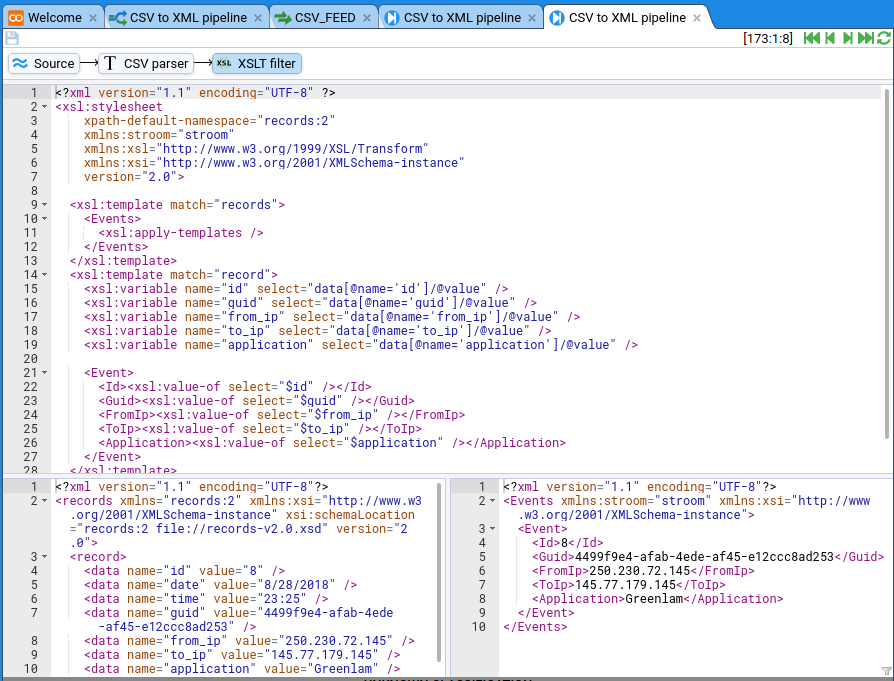 Welcome × CSV to XML pipeline × CSV_FEED × CSV to XML pipeline × CSV to XML pipeline ×
[173:1:8]
Source T CSV parser XSL XSLT filter
1 <?xml version="1.1" encoding="UTF-8" ?>
2 <xsl:stylesheet
3 xpath-default-namespace="records:2"
4 xmlns:stroom="stroom"
5 xmlns:xsl="http://www.w3.org/1999/XSL/Transform"
6 xmlns:xsi="http://www.w3.org/2001/XMLSchema-instance"
7 version="2.0">
8
9 <xsl:template match="records">
10 <Events>
11 <xsl:apply-templates />
12 </Events>
13 </xsl:template>
14 <xsl:template match="record">
15 <xsl:variable name="id" select="data[@name='id']/@value" />
16 <xsl:variable name="guid" select="data[@name='guid']/@value" />
17 <xsl:variable name="from_ip" select="data[@name='from_ip']/@value" />
18 <xsl:variable name="to_ip" select="data[@name='to_ip']/@value" />
19 <xsl:variable name="application" select="data[@name='application']/@value" />
20
21 <Event>
22 <Id><xsl:value-of select="$id" /></Id>
23 <Guid><xsl:value-of select="$guid" /></Guid>
24 <FromIp><xsl:value-of select="$from_ip" /></FromIp>
25 <ToIp><xsl:value-of select="$to_ip" /></ToIp>
26 <Application><xsl:value-of select="$application" /></Application>
27 </Event>
28 </xsl:template>
1 <?xml version="1.1" encoding="UTF-8"?>
2 <records xmlns="records:2" xmlns:xsi="http://www.w3
.org/2001/XMLSchema-instance" xsi:schemaLocation
="records:2 file://records-v2.0.xsd" version="2
.0">
3 <record>
4 <data name="id" value="8" />
5 <data name="date" value="8/28/2018" />
6 <data name="time" value="23:25" />
7 <data name="guid" value="4499f9e4-afab-4ede
-af45-e12ccc8ad253" />
8 <data name="from_ip" value="250.230.72.145" />
9 <data name="to_ip" value="145.77.179.145" />
10 <data name="application" value="Greenlam" />
1 <?xml version="1.1" encoding="UTF-8"?>
2 <Events xmlns:stroom="stroom" xmlns:xsi="http://www
.w3.org/2001/XMLSchema-instance">
3 <Event>
4 <Id>8</Id>
5 <Guid>4499f9e4-afab-4ede-af45-e12ccc8ad253</Guid>
6 <FromIp>250.230.72.145</FromIp>
7 <ToIp>145.77.179.145</ToIp>
8 <Application>Greenlam</Application>
9 </Event>
10 </Events>